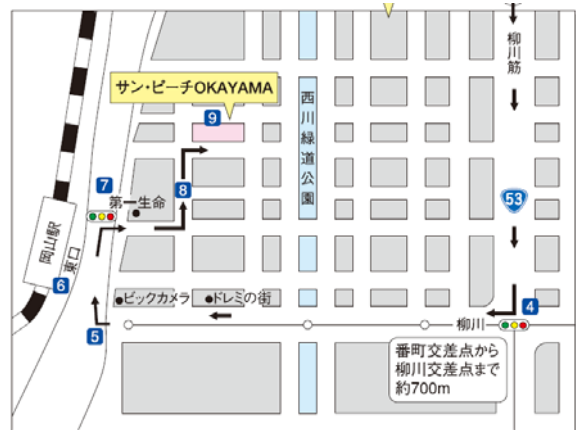 柳川筋
サン・ピーチOKAYAMA
9
西川緑道公園
7
8
第一生命
53
岡山駅
東口
6
ビックカメラ
ドレミの街
4
5
柳川
番町交差点から
柳川交差点まで
約700m